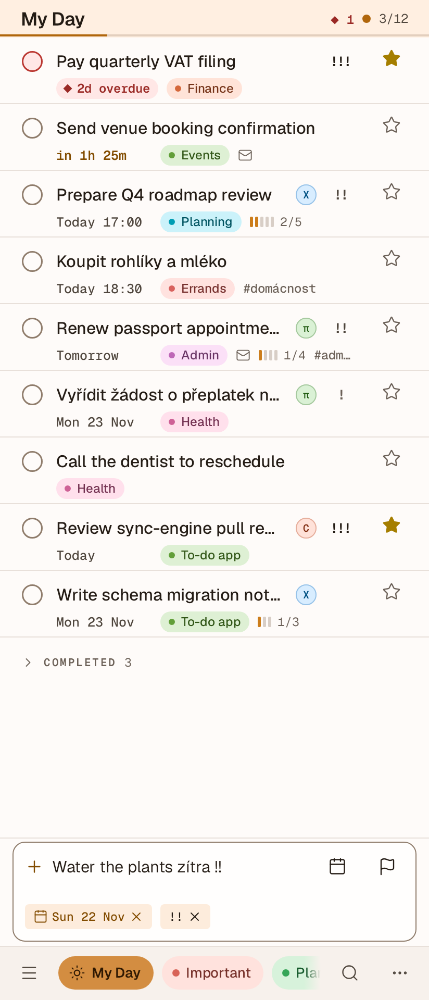 My Day ◆ 1 ● 3/12
Pay quarterly VAT filing !!!
◆ 2d overdue Finance
Send venue booking confirmation
in 1h 25m Events
Prepare Q4 roadmap review X !!
Today 17:00 Planning 2/5
Koupit rohlíky a mléko
Today 18:30 Errands #domácnost
Renew passport appointme… π !!
Tomorrow Admin 1/4 #adm…
Vyřídit žádost o přeplatek n… π !
Mon 23 Nov Health
Call the dentist to reschedule
Health
Review sync-engine pull re… C !!!
Today To-do app
Write schema migration not… X
Mon 23 Nov To-do app 1/3
COMPLETED 3
Water the plants zítra !!
Sun 22 Nov × !! ×
My Day Important Pla